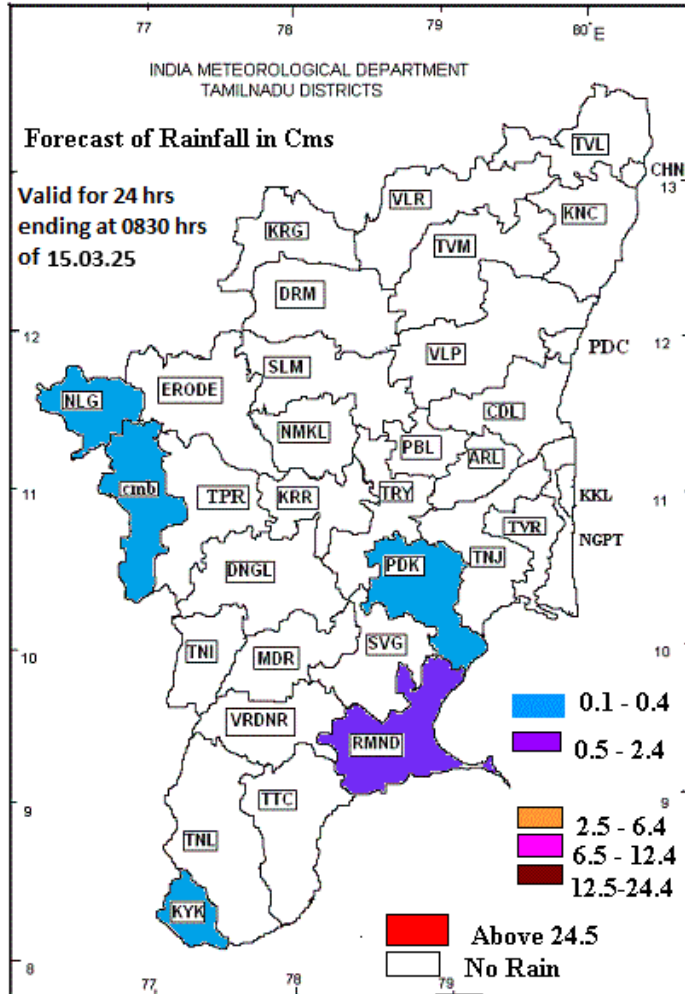 77 78 79 80 E
INDIA METEOROLOGICAL DEPARTMENT
TAMILNADU DISTRICTS
Forecast of Rainfall in Cms
TVL
CHN
13
Valid for 24 hrs
ending at 0830 hrs
of 15.03.25
VLR
KNC
KRG
TVM
DRM
12
12
PDC
VLP
SLM
ERODE
NLG
CDL
NMKL
PBL
ARL
11
cmb
TPR
KRR
TRY
KKL
11
TVR
NGPT
DNGL
PDK
TNJ
10
TNI
MDR
SVG
10
0.1 - 0.4
VRDNR
RMND
0.5 - 2.4
9
TTC
9
2.5 - 6.4
TNL
6.5 - 12.4
12.5-24.4
KYK
Above 24.5
8
No Rain
77 78 79